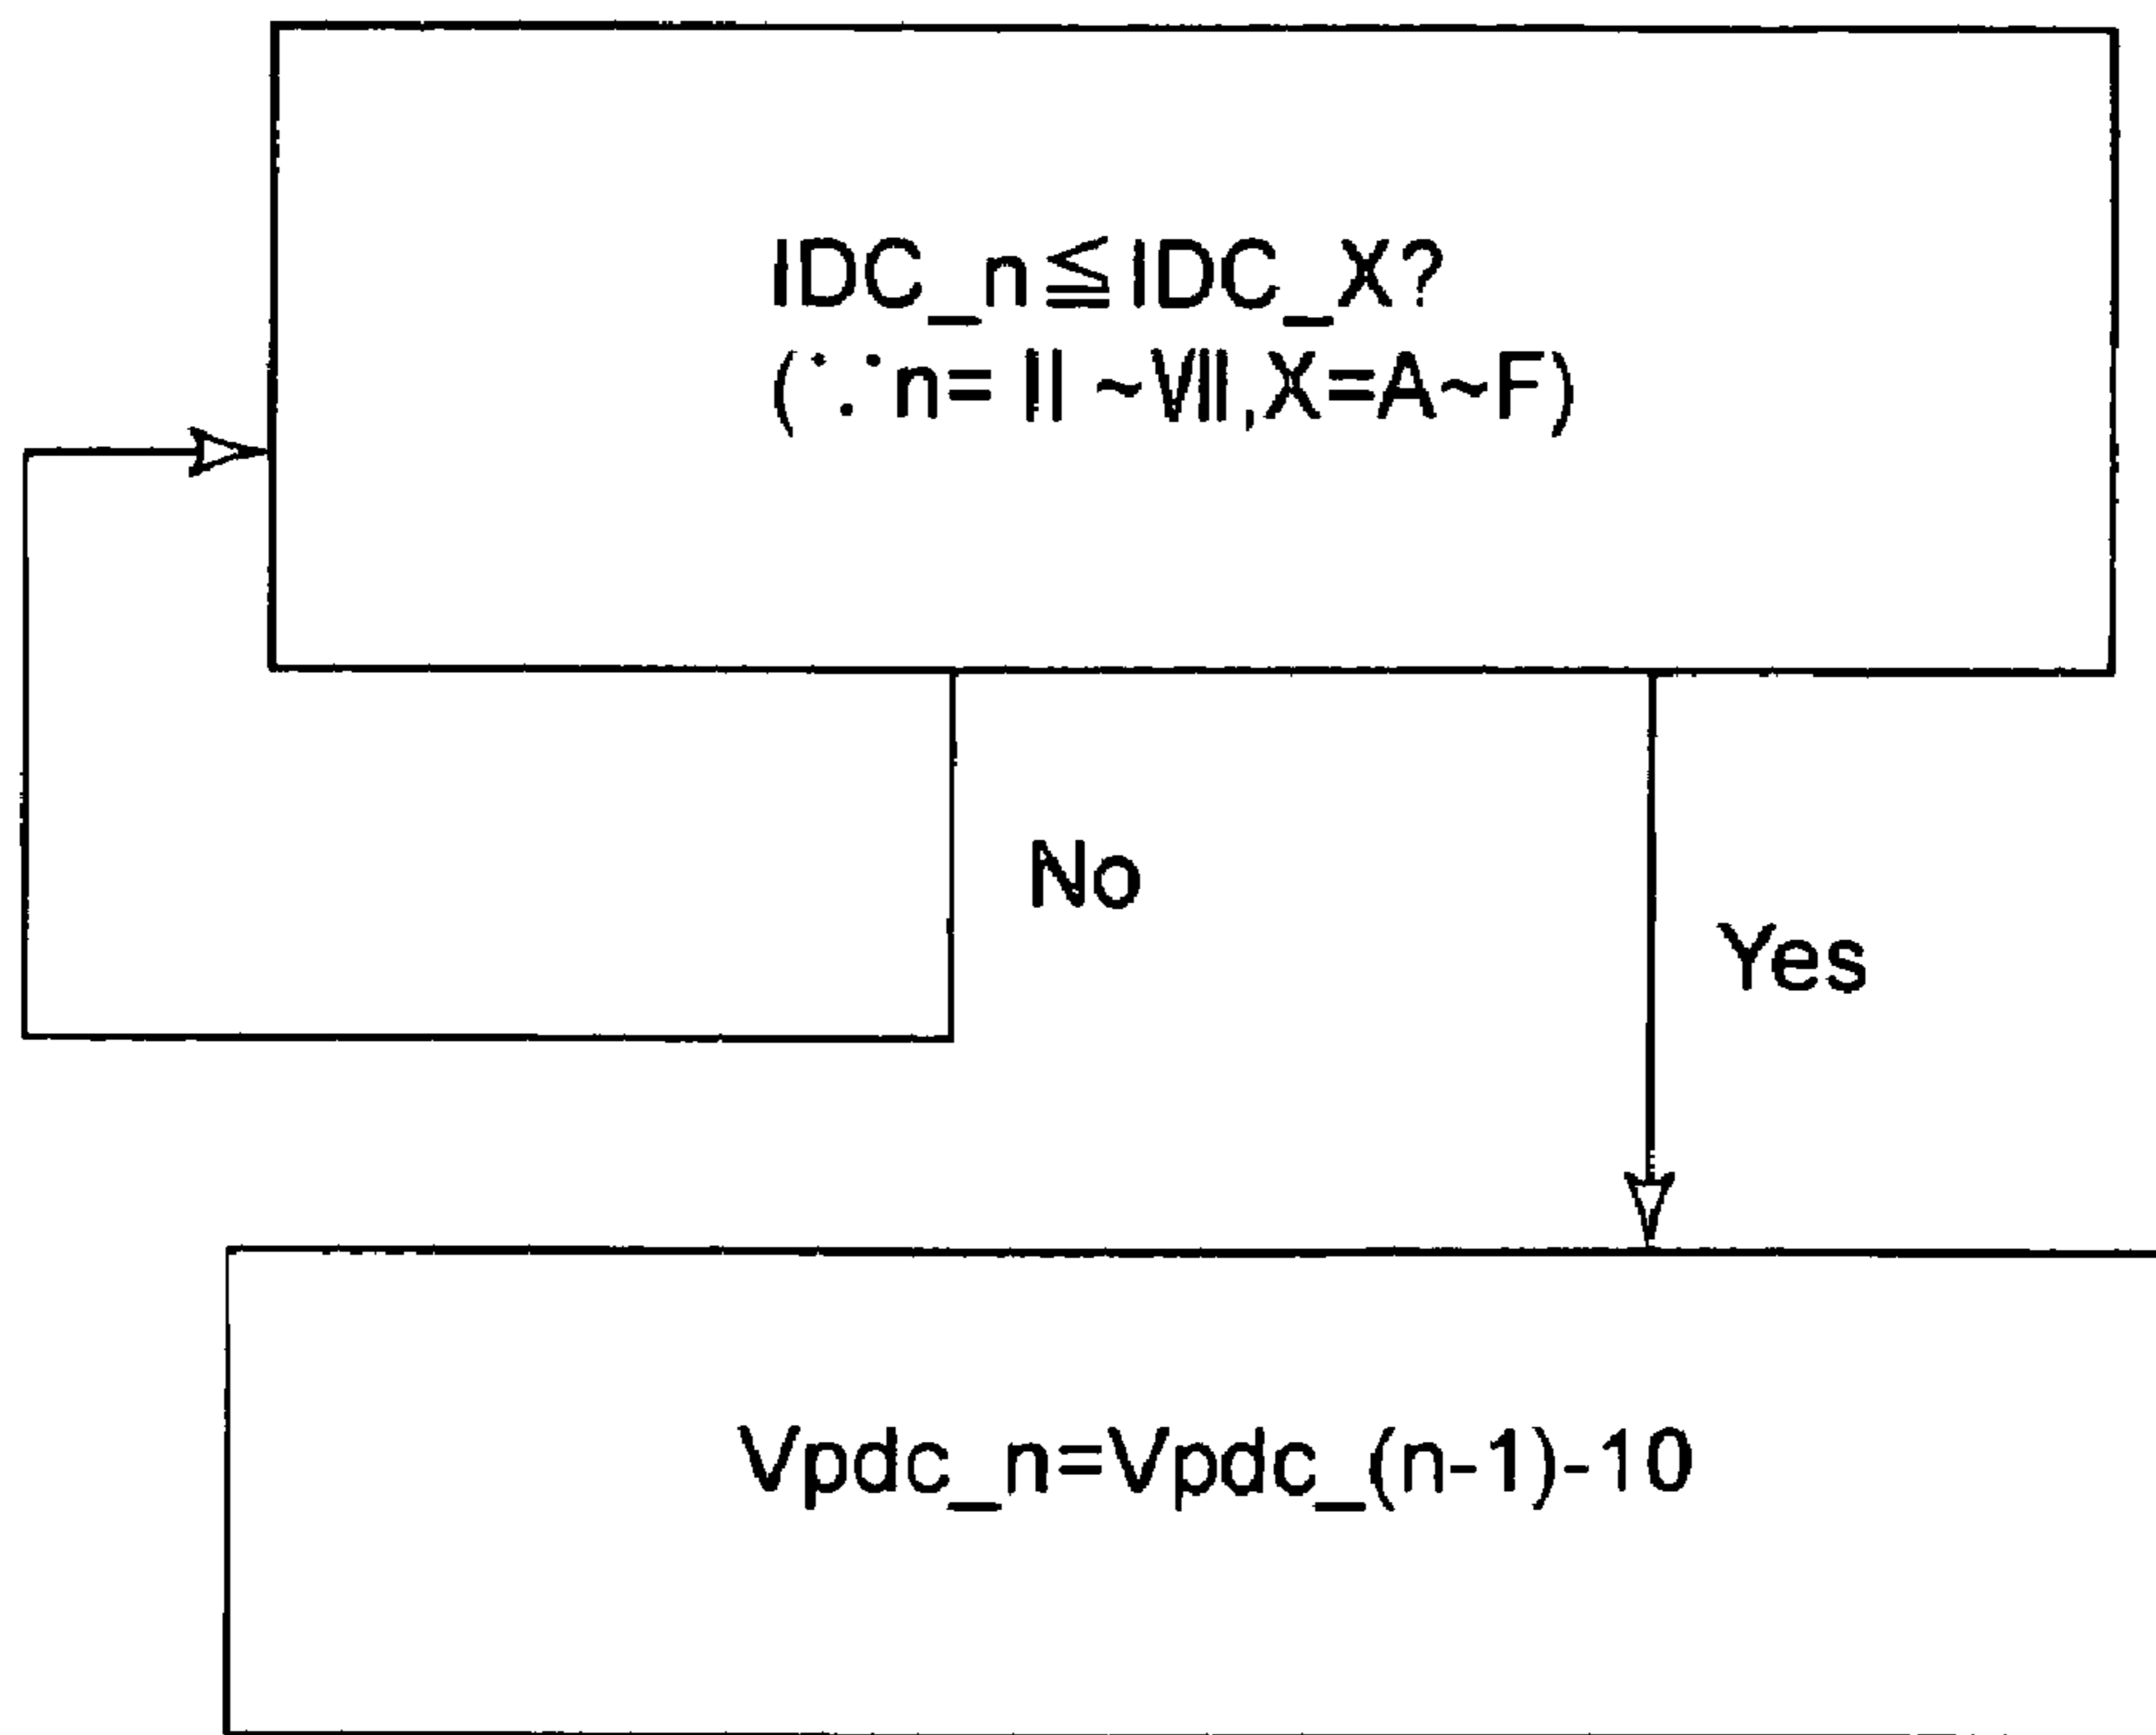 IDC_n≦IDC_X?
(∵n=Ⅱ~Ⅶ,X=A~F)
No
Yes
Vpdc_n=Vpdc_(n-1)-10